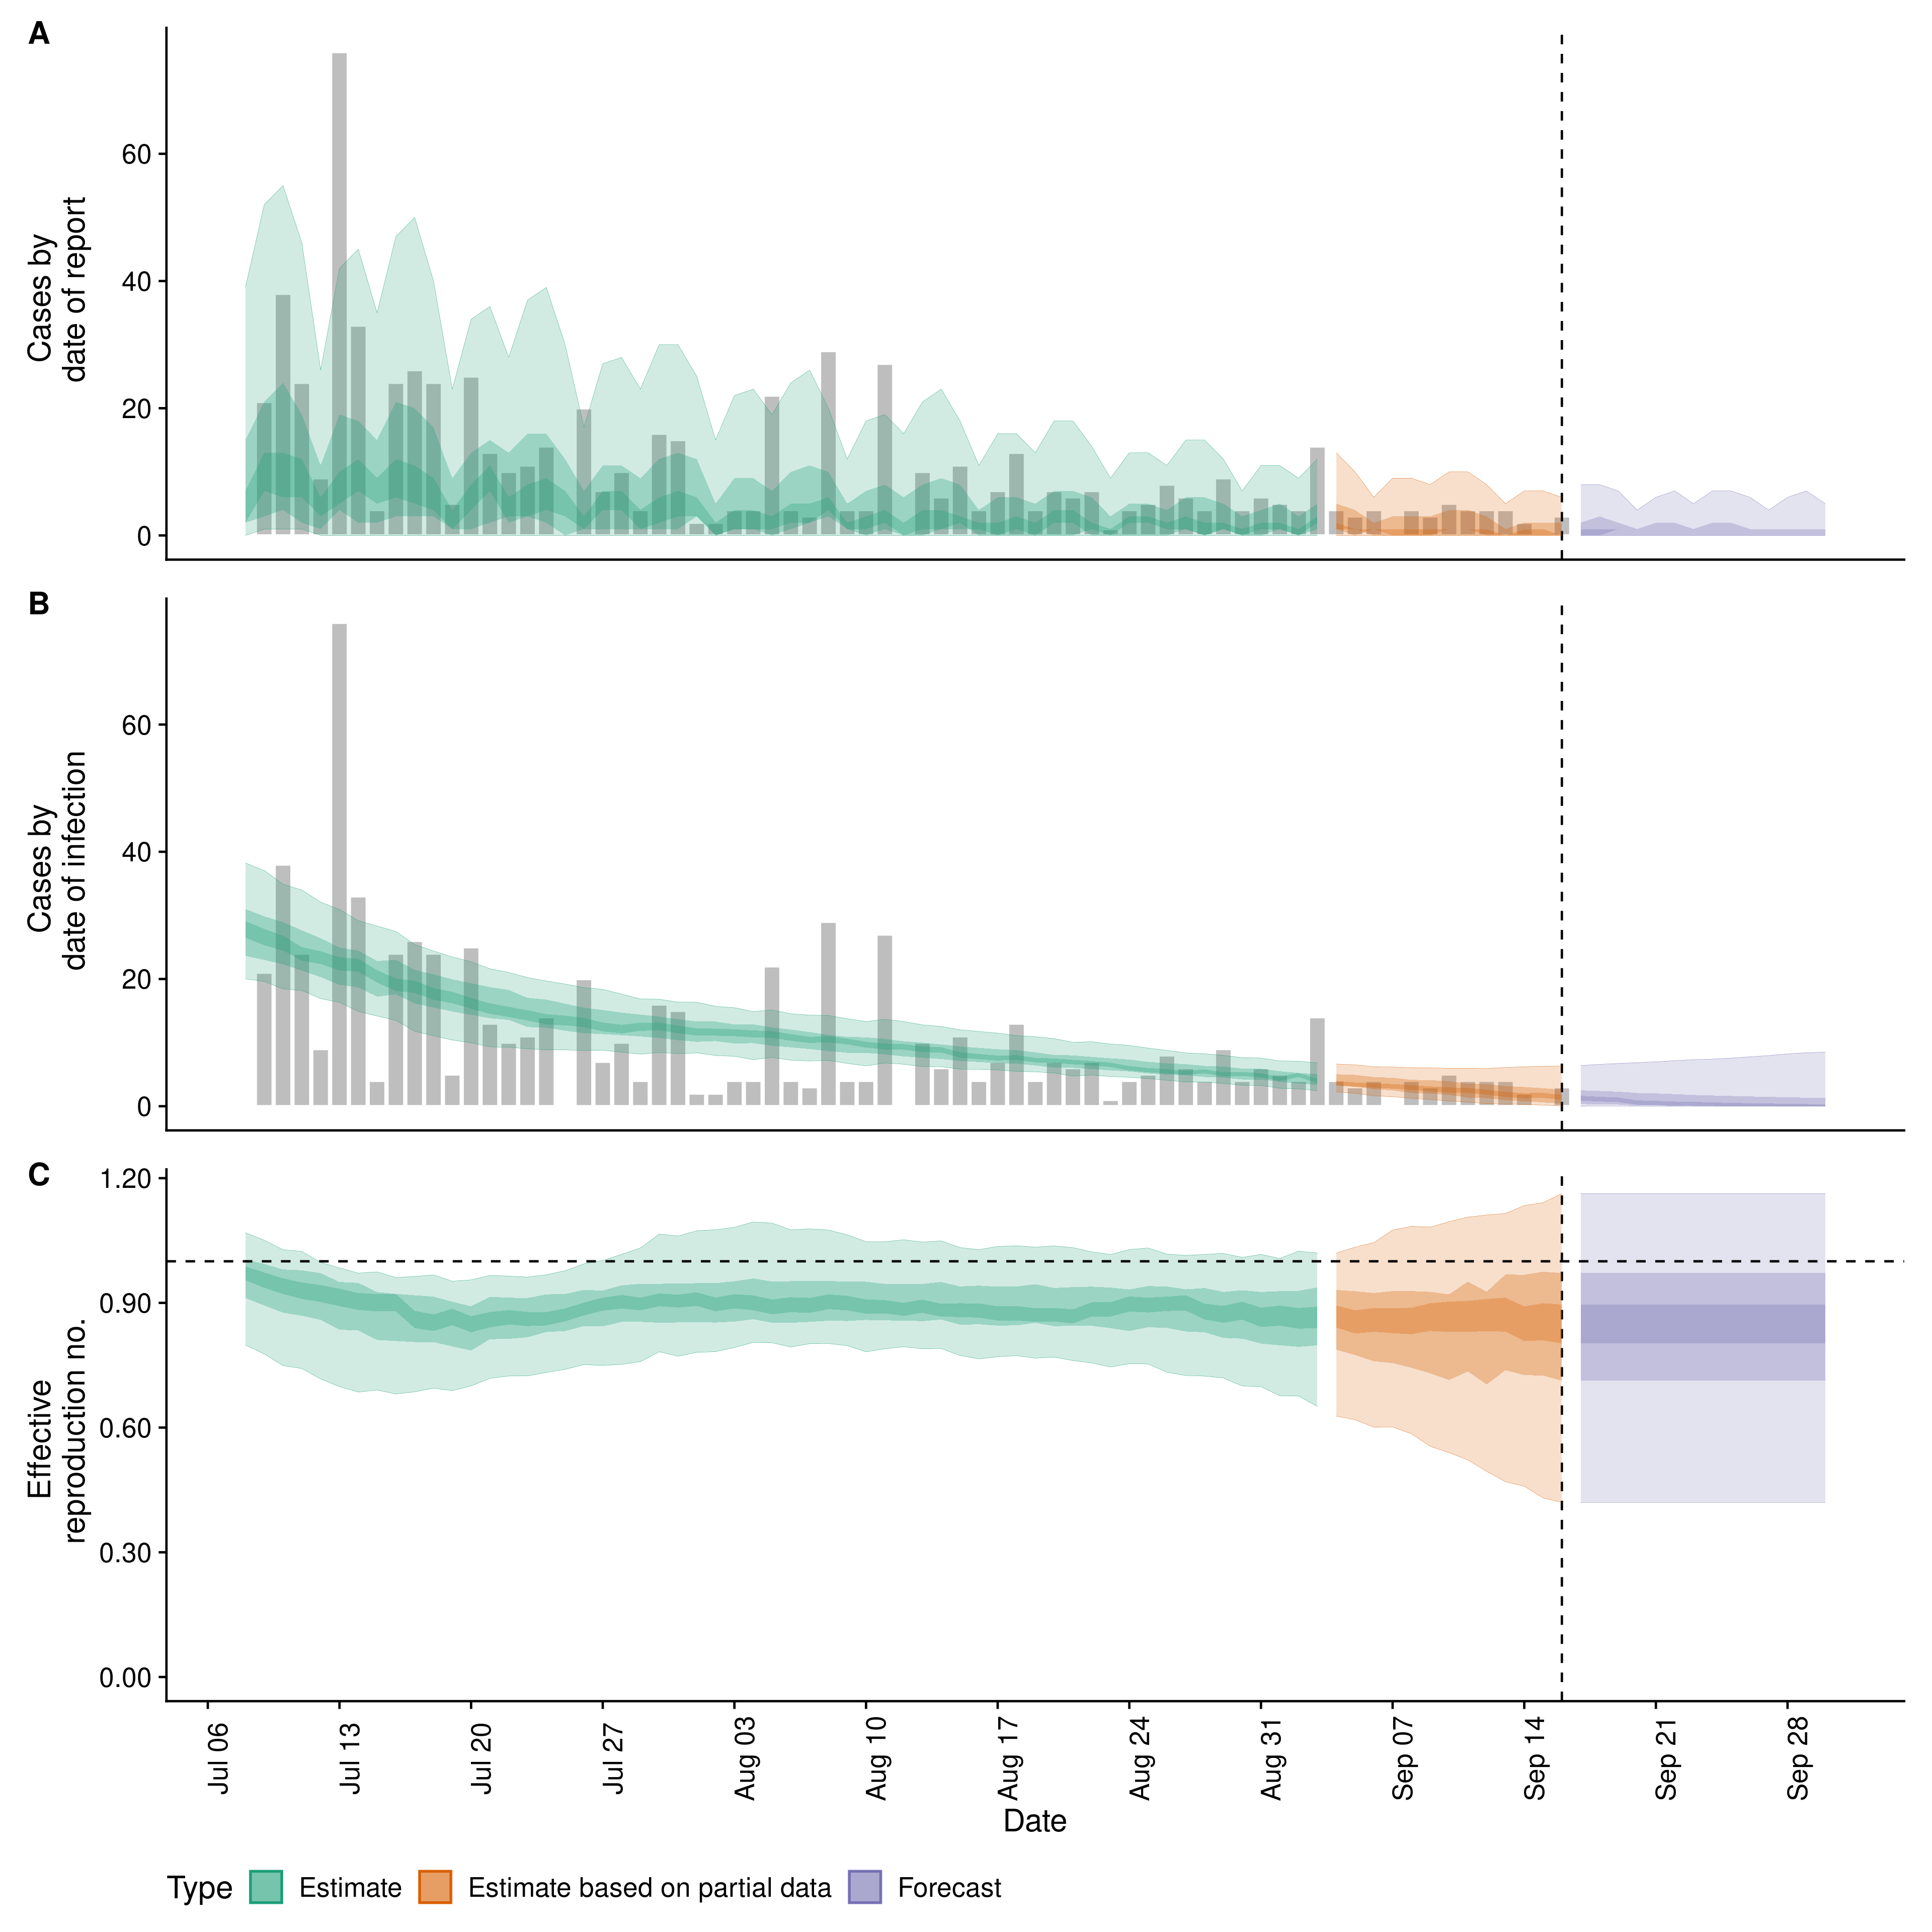 A
Cases by
date of report
60
40
20
0
B
Cases by
date of infection
60
40
20
0
C
Effective
reproduction no.
1.20
0.90
0.60
0.30
0.00
Jul 06
Jul 13
Jul 20
Jul 27
Aug 03
Aug 10
Aug 17
Aug 24
Aug 31
Sep 07
Sep 14
Sep 21
Sep 28
Date
Type Estimate Estimate based on partial data Forecast